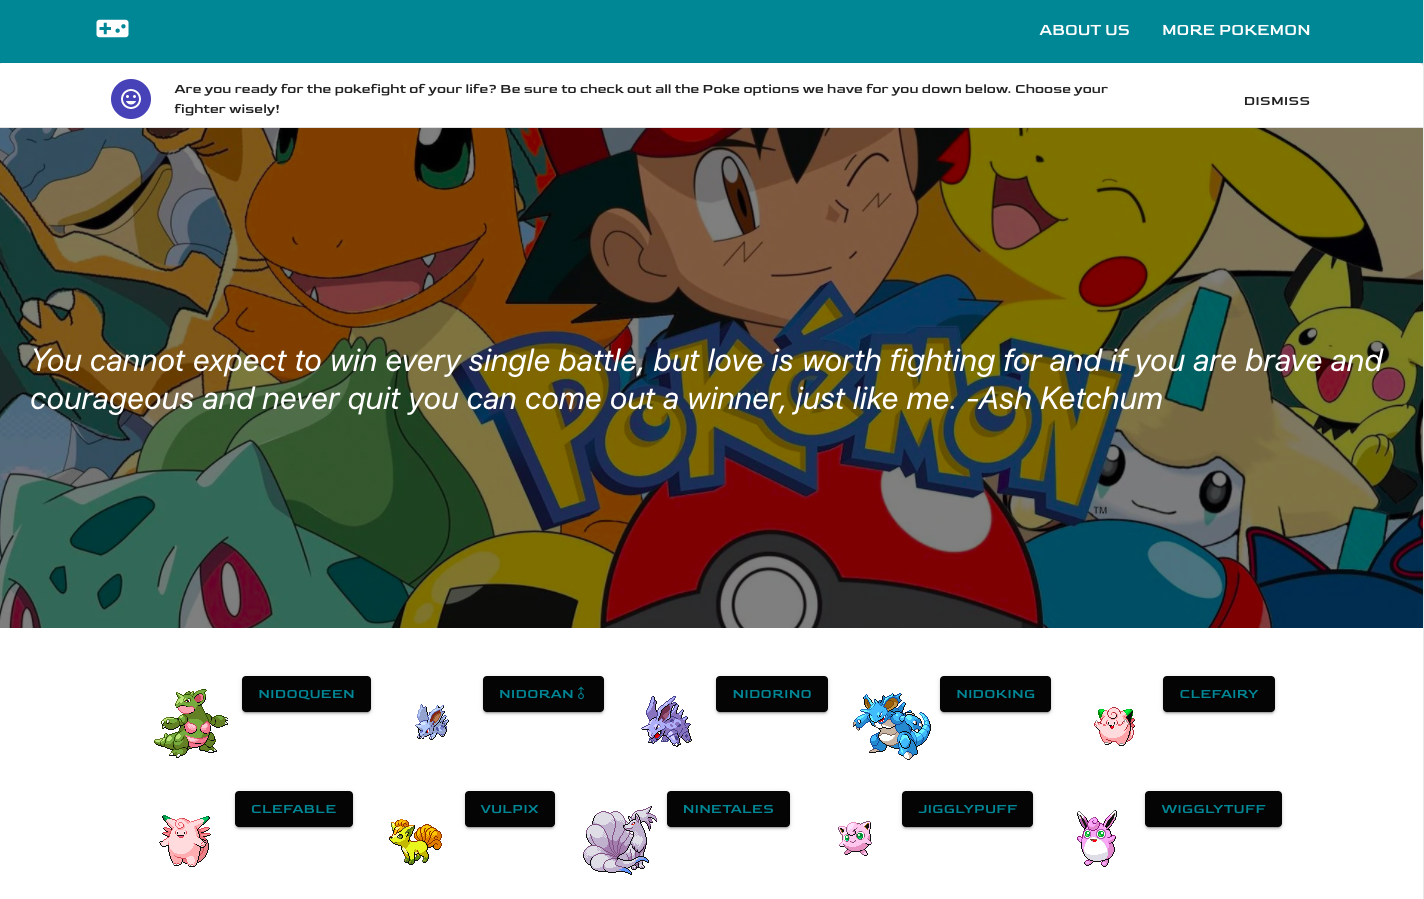 ABOUT US
MORE POKEMON
Are you ready for the pokefight of your life? Be sure to check out all the Poke options we have for you down below. Choose your
fighter wisely!
DISMISS
You cannot expect to win every single battle, but love is worth fighting for and if you are brave and
courageous and never quit you can come out a winner, just like me. -Ash Ketchum
POKéMON
TM
NIDOQUEEN
NIDORAN♂
NIDORINO
NIDOKING
CLEFAIRY
CLEFABLE
VULPIX
NINETALES
JIGGLYPUFF
WIGGLYTUFF